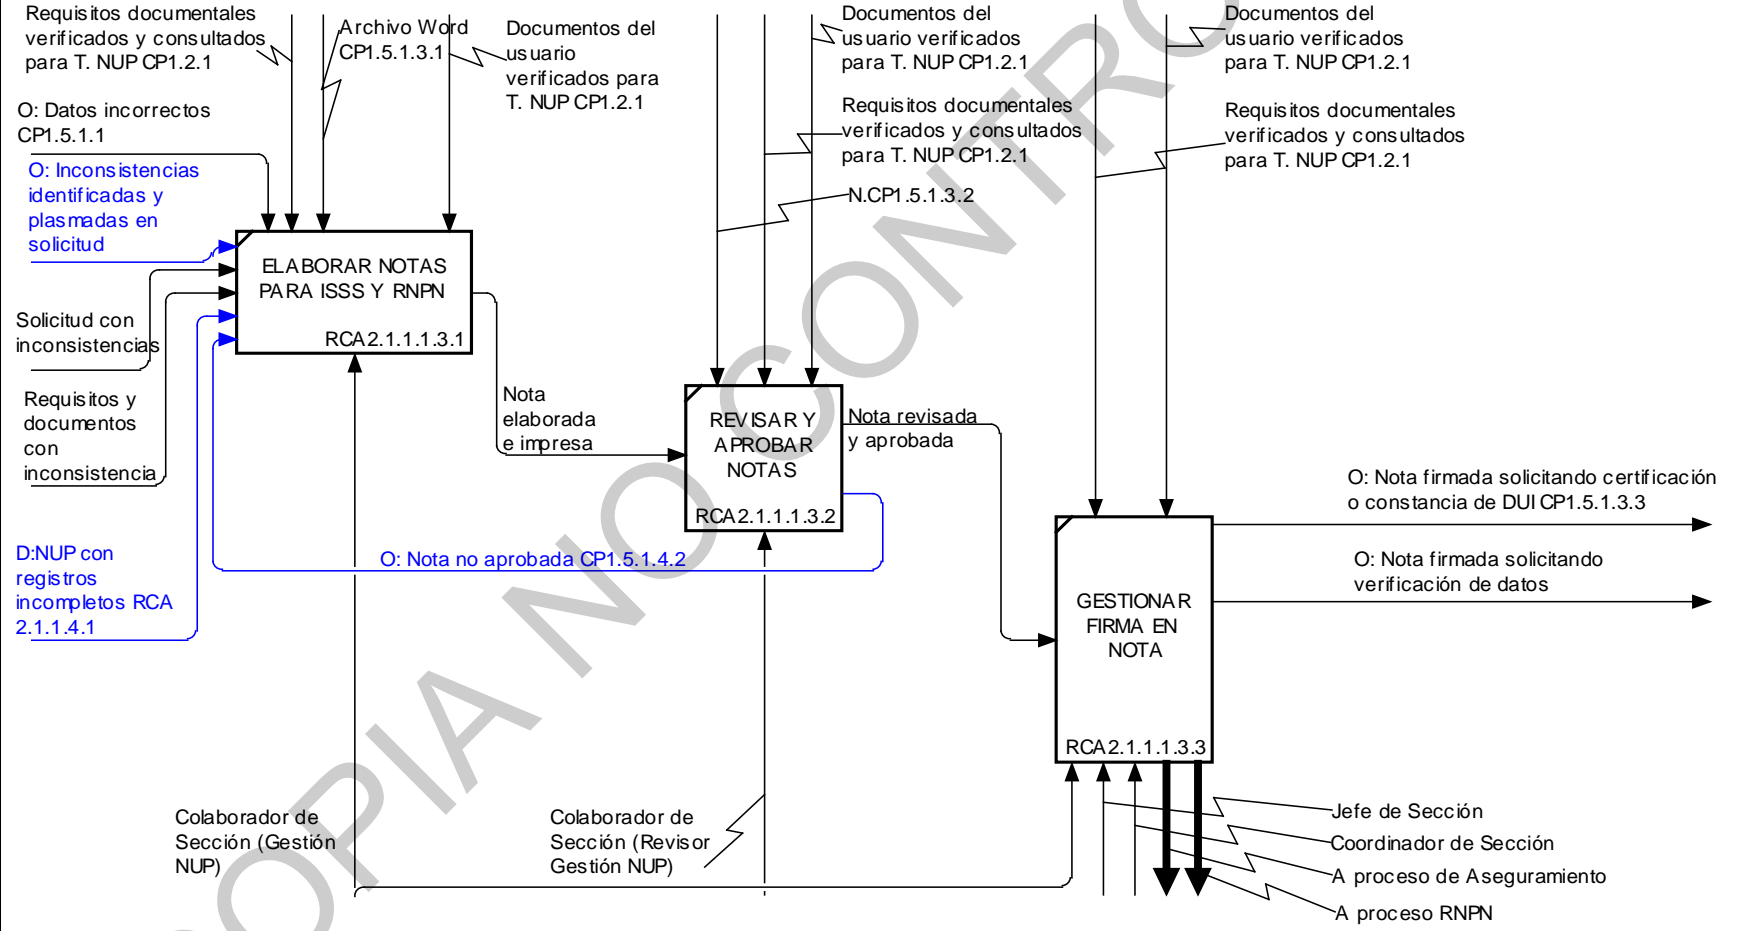 Requisitos documentales
verificados y consultados
para T. NUP CP1.2.1
Archivo Word
CP1.5.1.3.1
Documentos del
usuario
verificados para
T. NUP CP1.2.1
Documentos del
usuario verificados
para T. NUP CP1.2.1
Documentos del
usuario verificados
para T. NUP CP1.2.1
O: Datos incorrectos
CP1.5.1.1
Requisitos documentales
verificados y consultados
para T. NUP CP1.2.1
Requisitos documentales
verificados y consultados
para T. NUP CP1.2.1
O: Inconsistencias
identificadas y
plasmadas en
solicitud
N.CP1.5.1.3.2
ELABORAR NOTAS
PARA ISSS Y RNPN
RCA2.1.1.1.3.1
Solicitud con
inconsistencias
Requisitos y
documentos
con
inconsistencia
Nota
elaborada
e impresa
REVISAR Y
APROBAR
NOTAS
RCA2.1.1.1.3.2
Nota revisada
y aprobada
O: Nota firmada solicitando certificación
o constancia de DUI CP1.5.1.3.3
D:NUP con
registros
incompletos RCA
2.1.1.4.1
O: Nota no aprobada CP1.5.1.4.2
O: Nota firmada solicitando
verificación de datos
GESTIONAR
FIRMA EN
NOTA
RCA2.1.1.1.3.3
Colaborador de
Sección (Gestión
NUP)
Colaborador de
Sección (Revisor
Gestión NUP)
Jefe de Sección
Coordinador de Sección
A proceso de Aseguramiento
A proceso RNPN
OPIA NO CONTRO